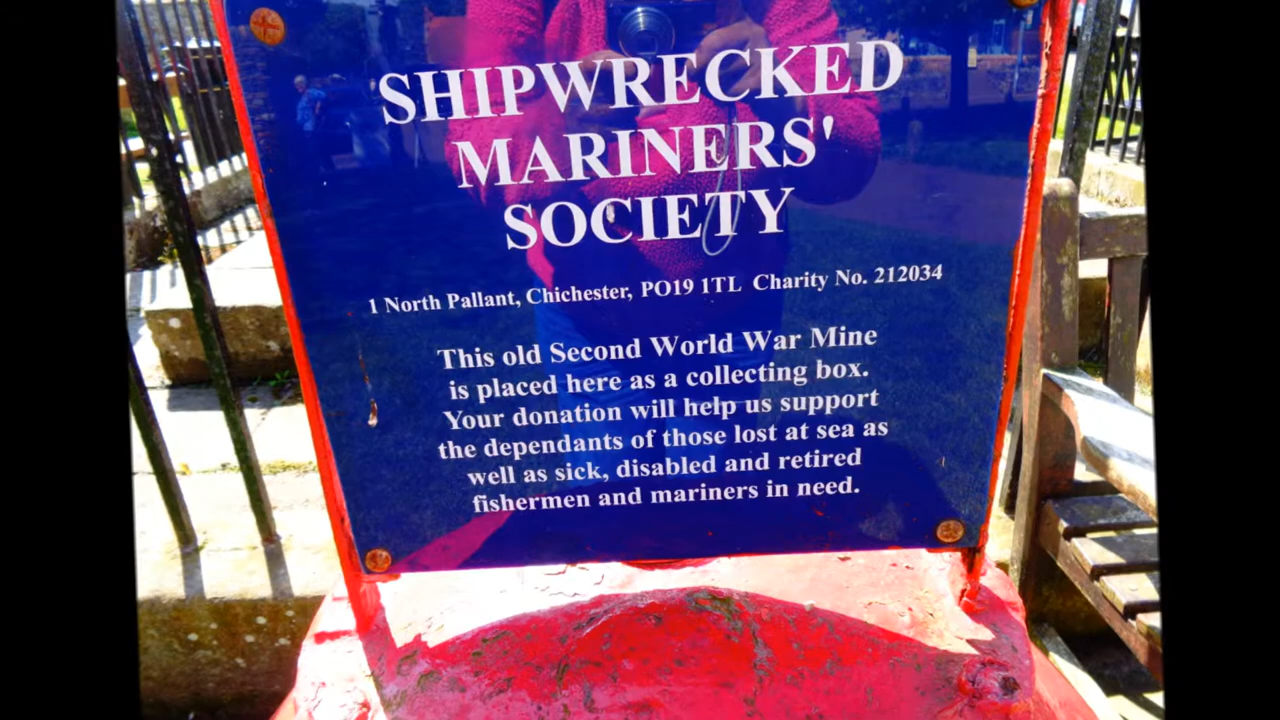 SHIPWRECKED
MARINERS'
SOCIETY
1 North Pallant, Chichester, PO19 1TL Charity No. 212034
This old Second World War Mine
is placed here as a collecting box.
Your donation will help us support
the dependants of those lost at sea as
well as sick, disabled and retired
fishermen and mariners in need.